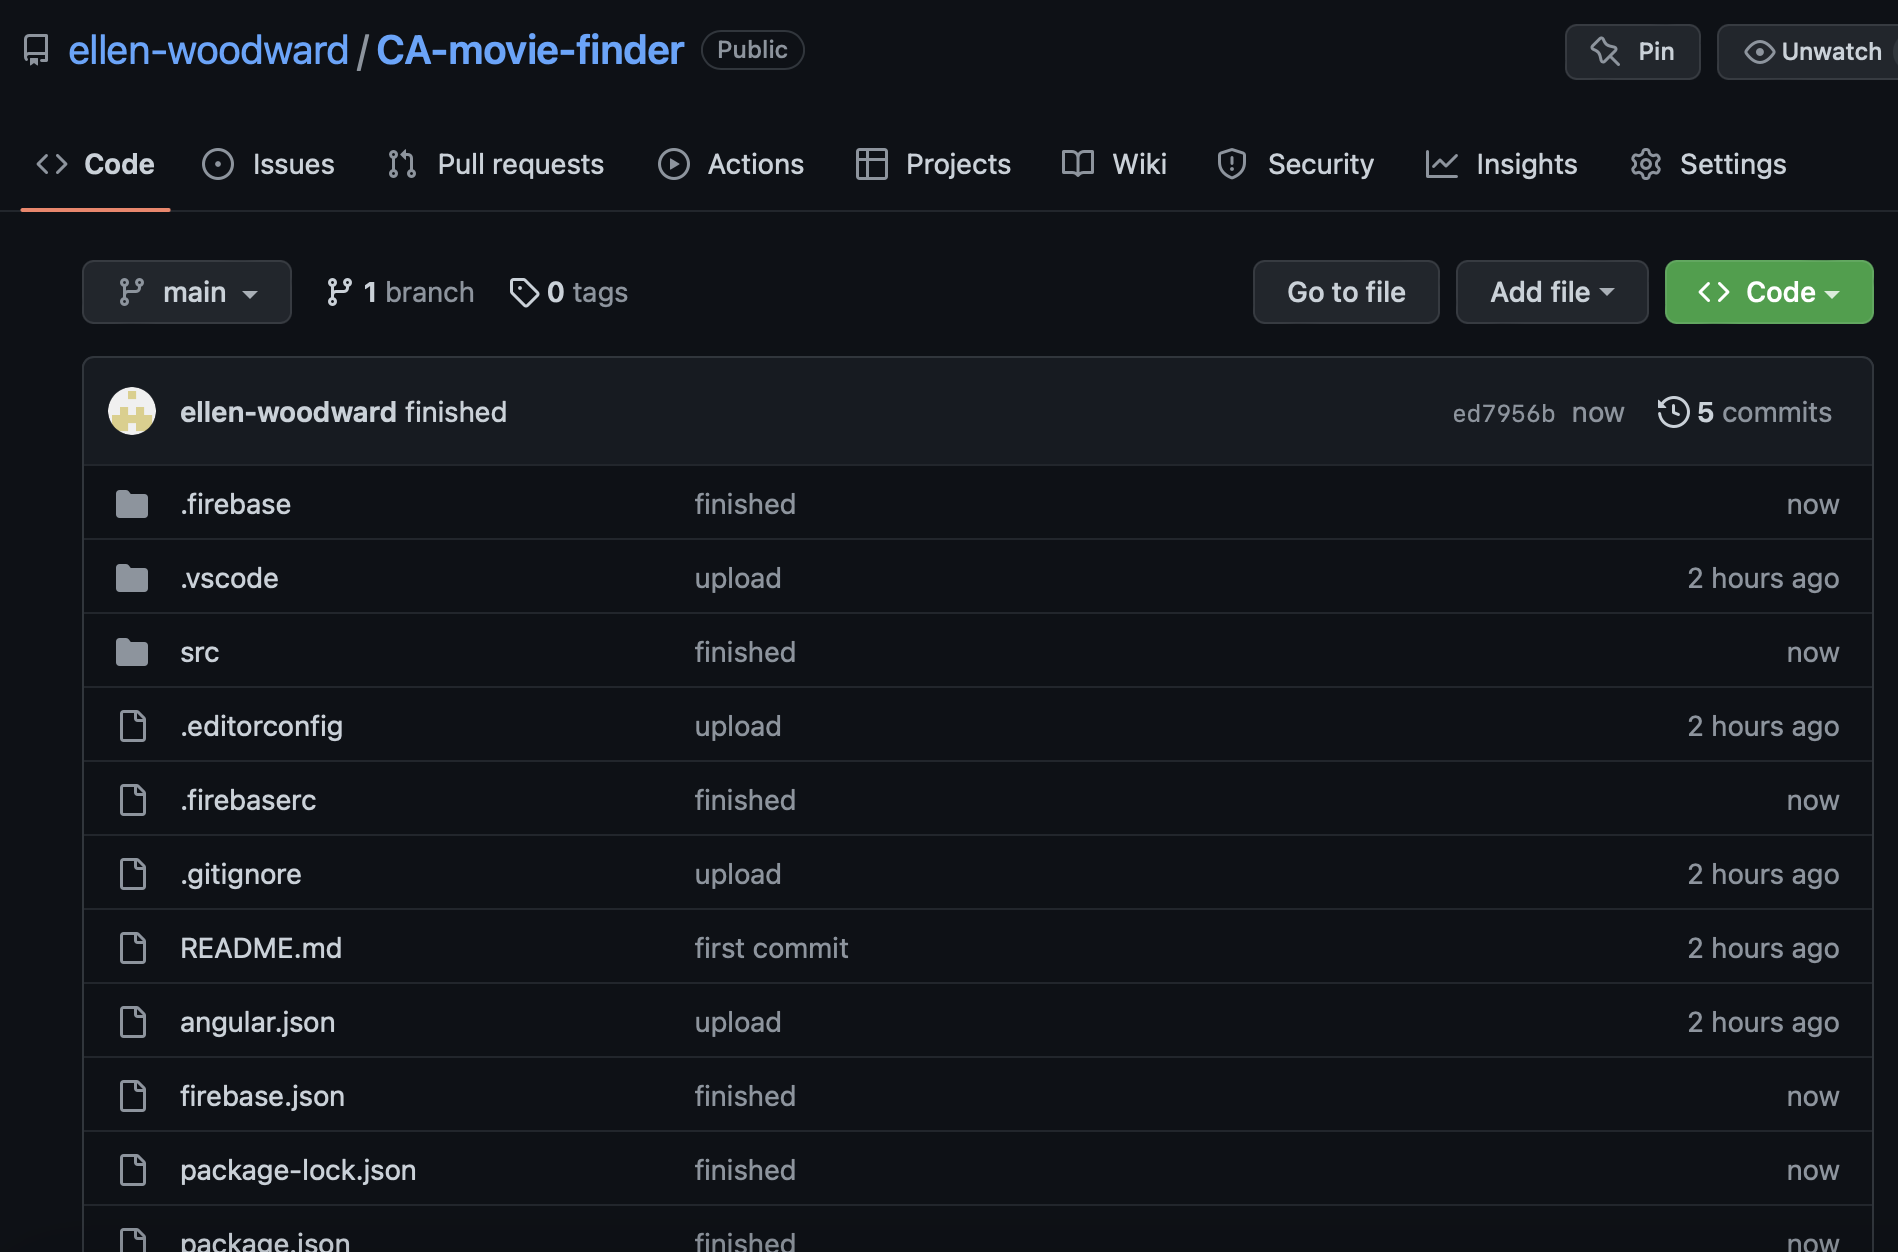 ellen-woodward / CA-movie-finder Public Pin Unwatch
Code Issues Pull requests Actions Projects Wiki Security Insights Settings
main 1 branch 0 tags Go to file Add file Code
ellen-woodward finished ed7956b now 5 commits
.firebase finished now
.vscode upload 2 hours ago
src finished now
.editorconfig upload 2 hours ago
.firebaserc finished now
.gitignore upload 2 hours ago
README.md first commit 2 hours ago
angular.json upload 2 hours ago
firebase.json finished now
package-lock.json finished now
package.json finished now